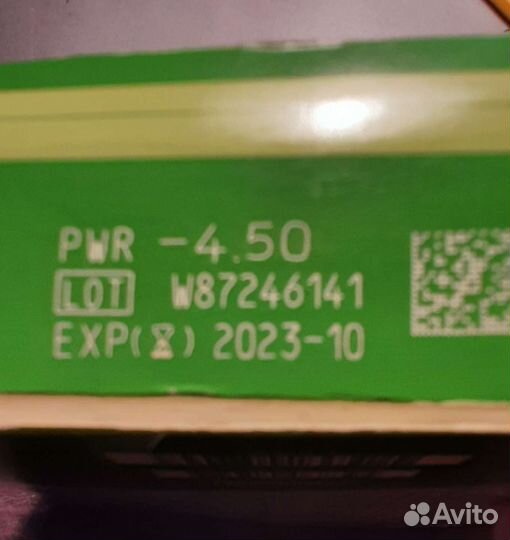 PWR -4.50
LOT W87246141
EXP(⌛) 2023-10
Avito